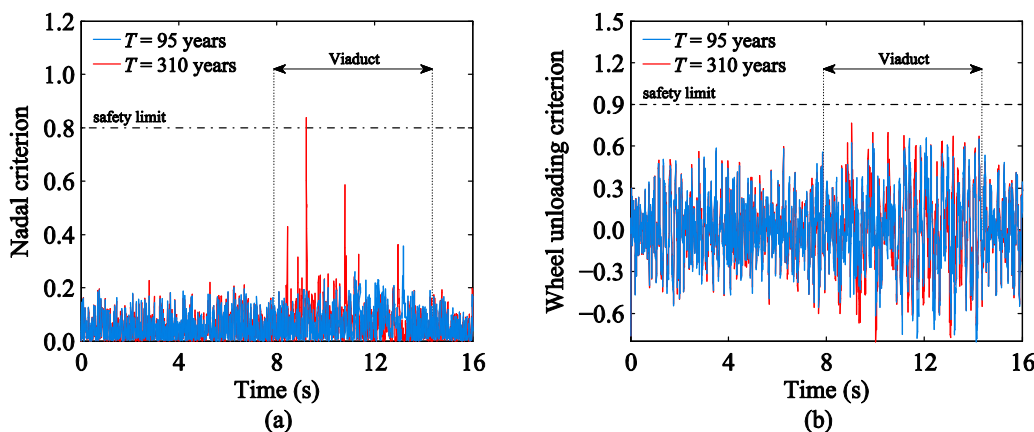 1.2
1.0
0.8
0.6
0.4
0.2
0.0
Nadal criterion
T = 95 years
T = 310 years
Viaduct
safety limit
0
4
8
12
16
Time (s)
(a)
1.5
1.2
0.9
0.6
0.3
0.0
−0.3
−0.6
Wheel unloading criterion
T = 95 years
T = 310 years
Viaduct
safety limit
0
4
8
12
16
Time (s)
(b)